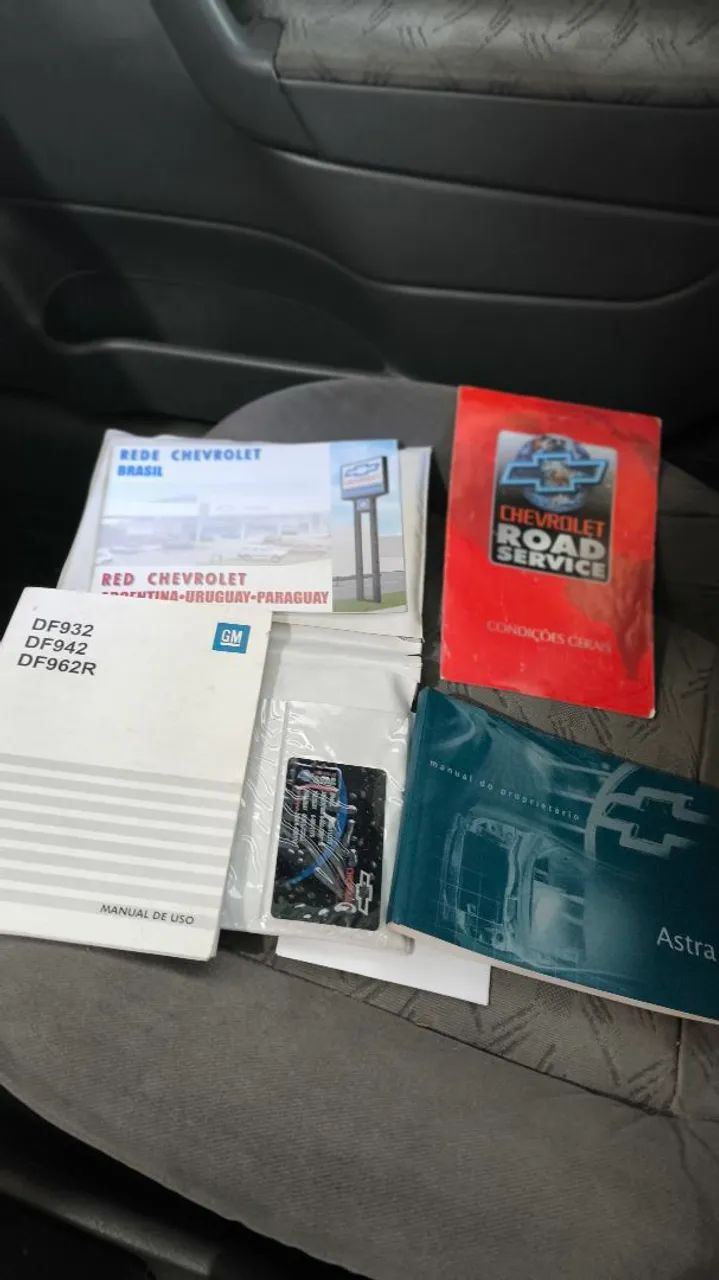 REDE CHEVROLET
BRASIL
RED CHEVROLET
ARGENTINA•URUGUAY•PARAGUAY
CHEVROLET
ROAD
SERVICE
CONDIÇÕES GERAIS
DF932
DF942
DF962R
GM
MANUAL DE USO
manual do proprietário
Astra